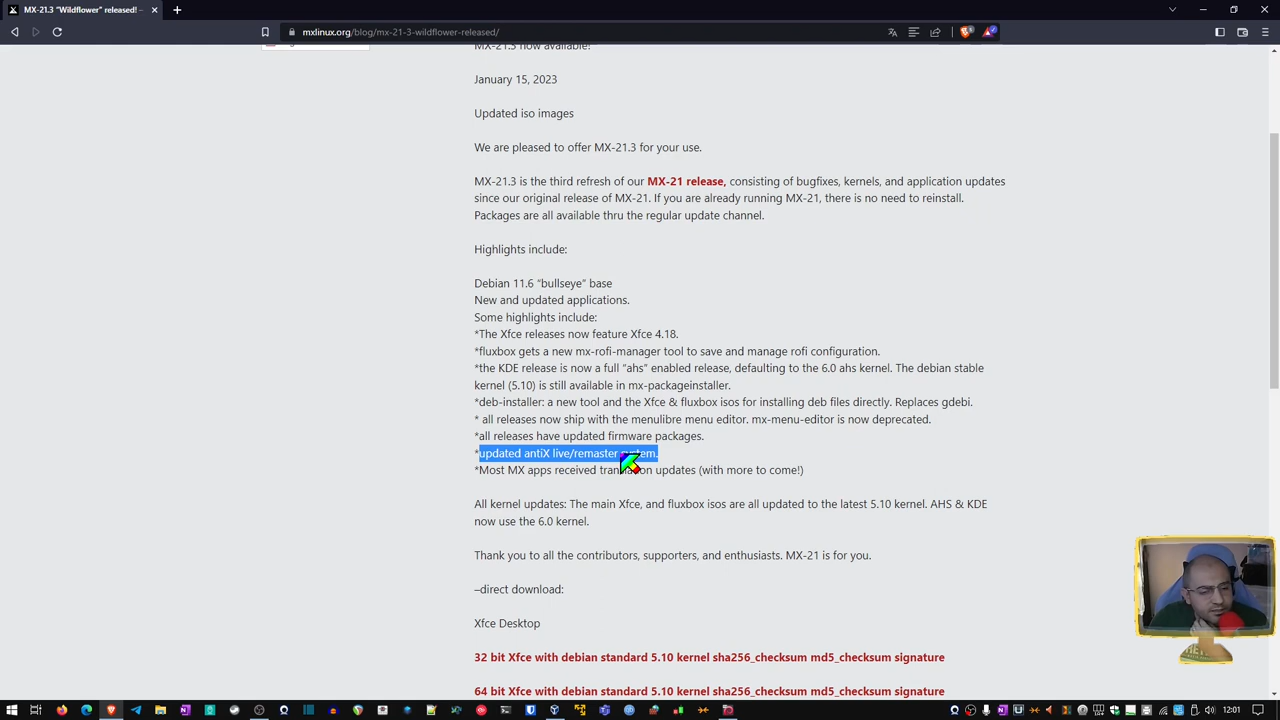 MX-21.3 "Wildflower" released! –
mxlinux.org/blog/mx-21-3-wildflower-released/
MX-21.3 now available!
January 15, 2023
Updated iso images
We are pleased to offer MX-21.3 for your use.
MX-21.3 is the third refresh of our MX-21 release, consisting of bugfixes, kernels, and application updates
since our original release of MX-21. If you are already running MX-21, there is no need to reinstall.
Packages are all available thru the regular update channel.
Highlights include:
Debian 11.6 “bullseye” base
New and updated applications.
Some highlights include:
*The Xfce releases now feature Xfce 4.18.
*fluxbox gets a new mx-rofi-manager tool to save and manage rofi configuration.
*the KDE release is now a full “ahs” enabled release, defaulting to the 6.0 ahs kernel. The debian stable
kernel (5.10) is still available in mx-packageinstaller.
*deb-installer: a new tool and the Xfce & fluxbox isos for installing deb files directly. Replaces gdebi.
* all releases now ship with the menulibre menu editor. mx-menu-editor is now deprecated.
*all releases have updated firmware packages.
*updated antiX live/remaster system.
*Most MX apps received translation updates (with more to come!)
All kernel updates: The main Xfce, and fluxbox isos are all updated to the latest 5.10 kernel. AHS & KDE
now use the 6.0 kernel.
Thank you to all the contributors, supporters, and enthusiasts. MX-21 is for you.
–direct download:
Xfce Desktop
32 bit Xfce with debian standard 5.10 kernel sha256_checksum md5_checksum signature
64 bit Xfce with debian standard 5.10 kernel sha256_checksum md5_checksum signature
12:01